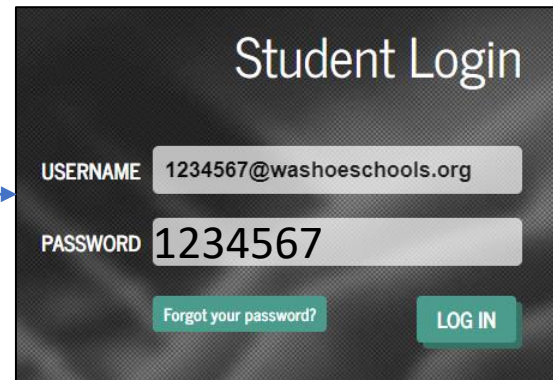 Student Login
USERNAME 1234567@washoeschools.org
PASSWORD 1234567
Forgot your password? LOG IN